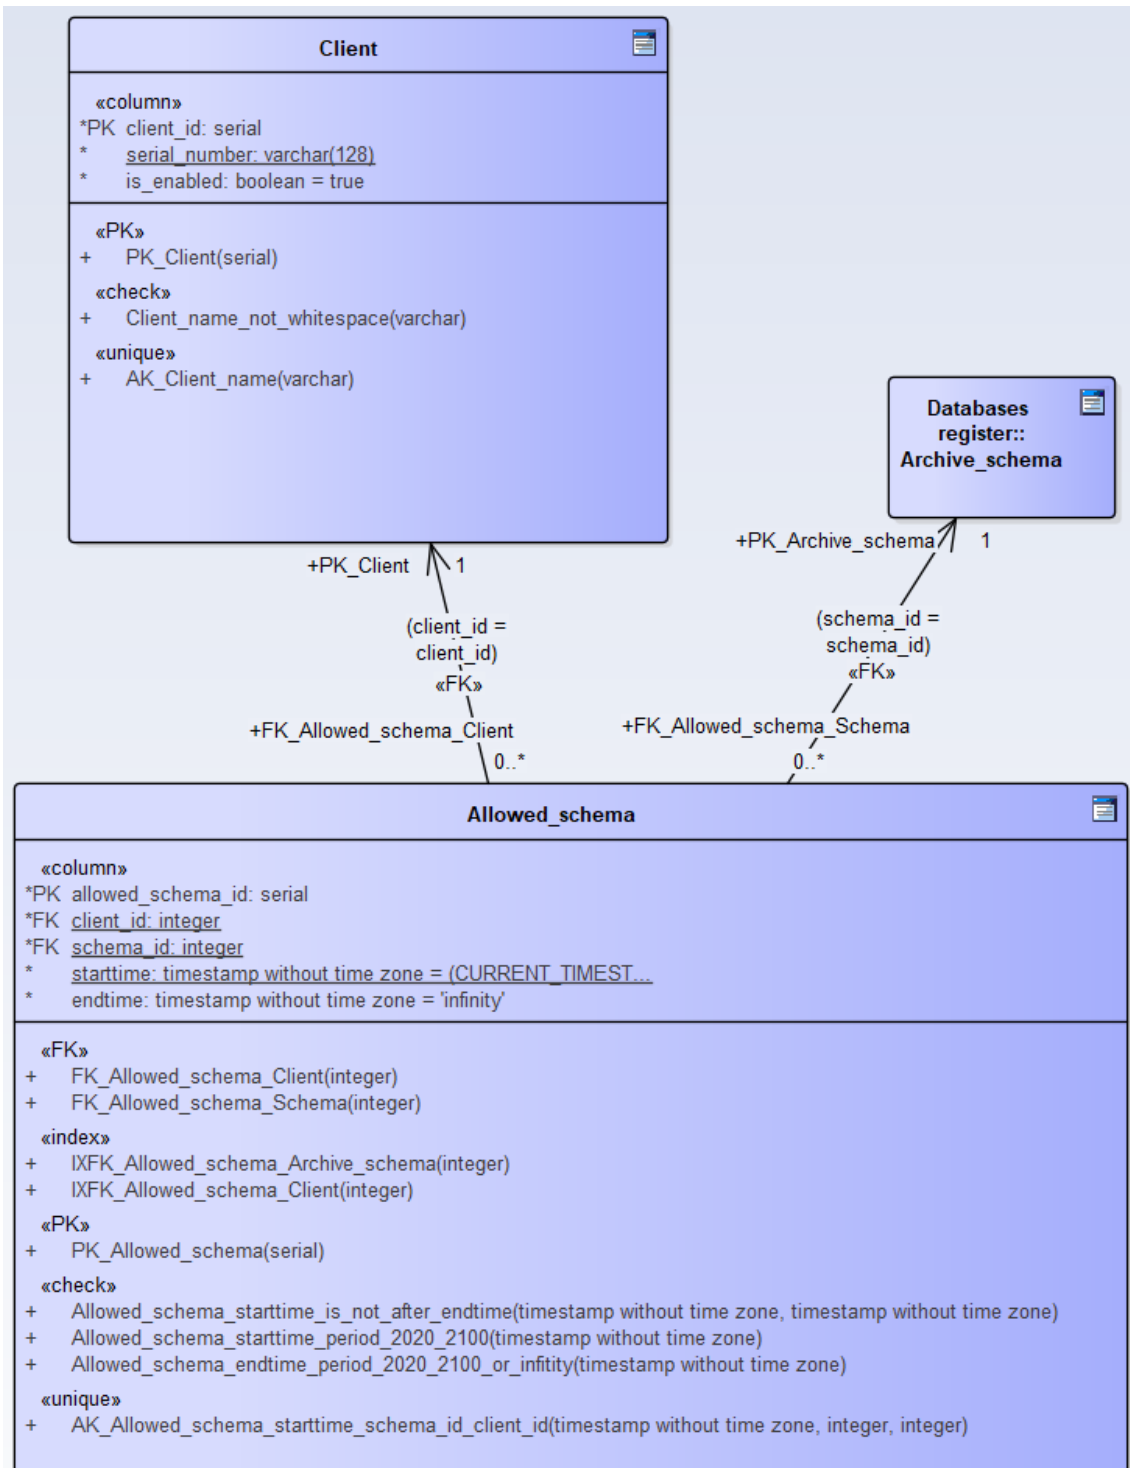 Client
«column»
*PK client_id: serial
* serial_number: varchar(128)
* is_enabled: boolean = true
«PK»
+ PK_Client(serial)
«check»
+ Client_name_not_whitespace(varchar)
«unique»
+ AK_Client_name(varchar)
Databases
register::
Archive_schema
+PK_Client 1
+PK_Archive_schema 1
(client_id =
client_id)
«FK»
(schema_id =
schema_id)
«FK»
+FK_Allowed_schema_Client
0..*
+FK_Allowed_schema_Schema
0..*
Allowed_schema
«column»
*PK allowed_schema_id: serial
*FK client_id: integer
*FK schema_id: integer
* starttime: timestamp without time zone = (CURRENT_TIMEST...
* endtime: timestamp without time zone = 'infinity'
«FK»
+ FK_Allowed_schema_Client(integer)
+ FK_Allowed_schema_Schema(integer)
«index»
+ IXFK_Allowed_schema_Archive_schema(integer)
+ IXFK_Allowed_schema_Client(integer)
«PK»
+ PK_Allowed_schema(serial)
«check»
+ Allowed_schema_starttime_is_not_after_endtime(timestamp without time zone, timestamp without time zone)
+ Allowed_schema_starttime_period_2020_2100(timestamp without time zone)
+ Allowed_schema_endtime_period_2020_2100_or_infitity(timestamp without time zone)
«unique»
+ AK_Allowed_schema_starttime_schema_id_client_id(timestamp without time zone, integer, integer)